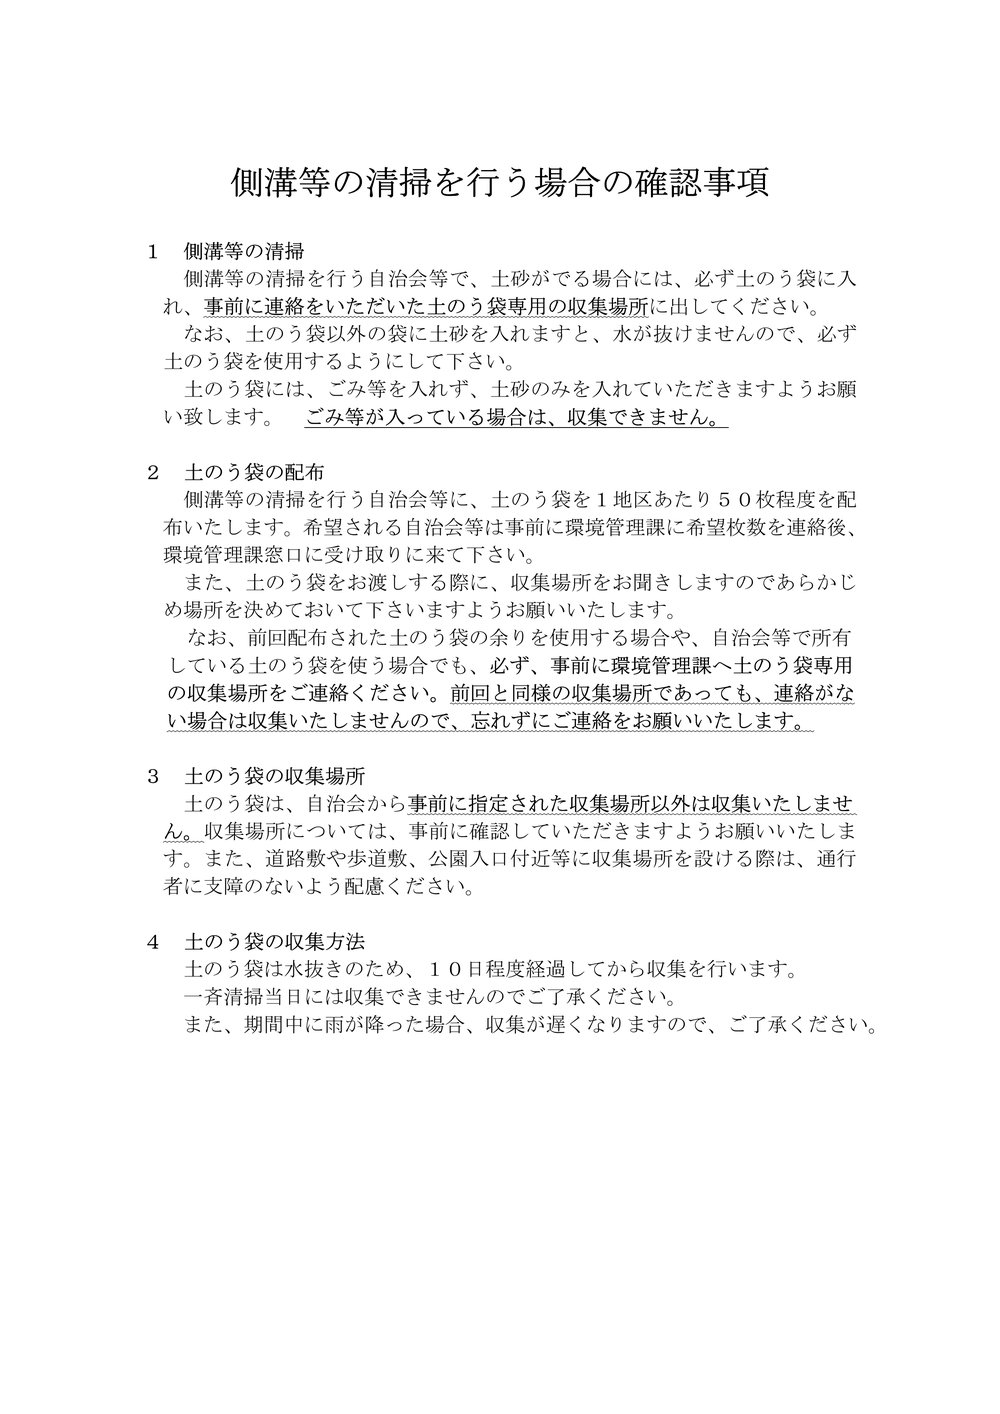 側溝等の清掃を行う場合の確認事項
１　側溝等の清掃
側溝等の清掃を行う自治会等で、土砂がでる場合には、必ず土のう袋に入
れ、事前に連絡をいただいた土のう袋専用の収集場所に出してください。
なお、土のう袋以外の袋に土砂を入れますと、水が抜けませんので、必ず
土のう袋を使用するようにして下さい。
土のう袋には、ごみ等を入れず、土砂のみを入れていただきますようお願
い致します。　ごみ等が入っている場合は、収集できません。
２　土のう袋の配布
側溝等の清掃を行う自治会等に、土のう袋を１地区あたり５０枚程度を配
布いたします。希望される自治会等は事前に環境管理課に希望枚数を連絡後、
環境管理課窓口に受け取りに来て下さい。
また、土のう袋をお渡しする際に、収集場所をお聞きしますのであらかじ
め場所を決めておいて下さいますようお願いいたします。
なお、前回配布された土のう袋の余りを使用する場合や、自治会等で所有
している土のう袋を使う場合でも、必ず、事前に環境管理課へ土のう袋専用
の収集場所をご連絡ください。前回と同様の収集場所であっても、連絡がな
い場合は収集いたしませんので、忘れずにご連絡をお願いいたします。
３　土のう袋の収集場所
土のう袋は、自治会から事前に指定された収集場所以外は収集いたしませ
ん。収集場所については、事前に確認していただきますようお願いいたしま
す。また、道路敷や歩道敷、公園入口付近等に収集場所を設ける際は、通行
者に支障のないよう配慮ください。
４　土のう袋の収集方法
土のう袋は水抜きのため、１０日程度経過してから収集を行います。
一斉清掃当日には収集できませんのでご了承ください。
また、期間中に雨が降った場合、収集が遅くなりますので、ご了承ください。